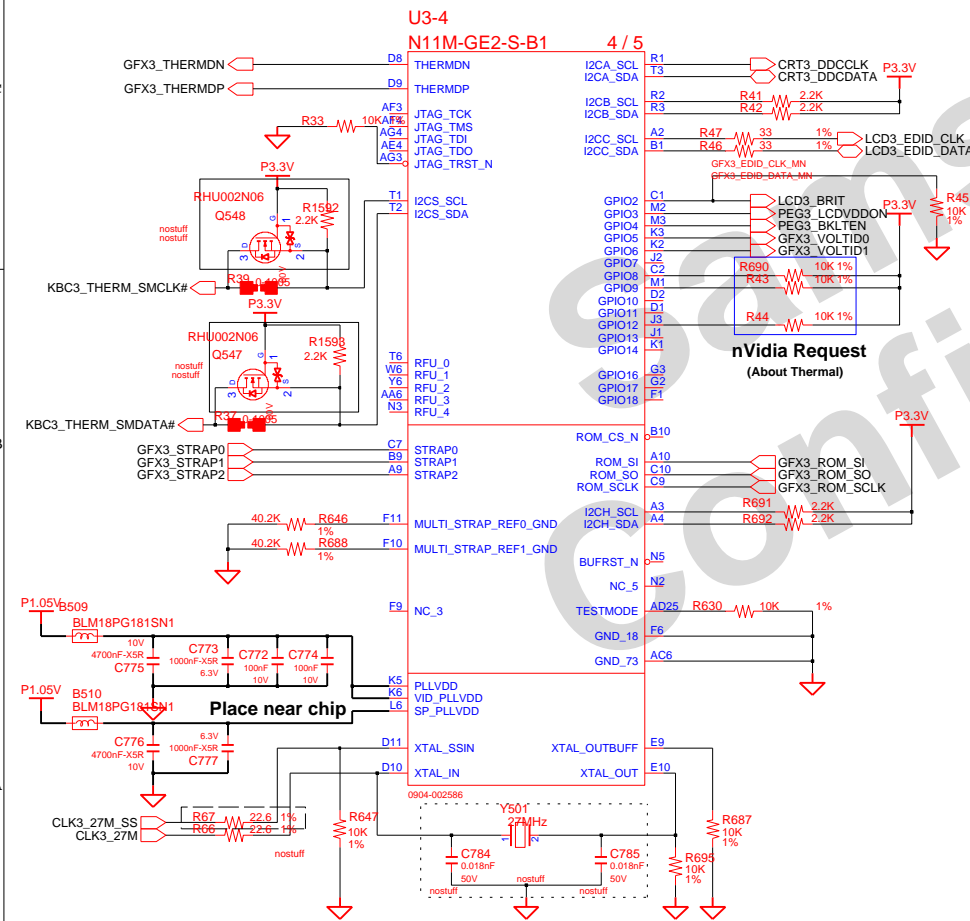 U3-4
N11M-GE2-S-B1 4 / 5
GFX3_THERMDN D8 THERMDN
GFX3_THERMDP D9 THERMDP
AF3 JTAG_TCK
R33 10K JTAG_TMS
AG4 JTAG_TDI
AE4 JTAG_TDO
AG3 JTAG_TRST_N
P3.3V
RHU002N06
Q548
R1592
2.2K
nostuff
nostuff
G 1
D 3
S 2
T1 I2CS_SCL
T2 I2CS_SDA
KBC3_THERM_SMCLK# R39
P3.3V
RHU002N06
Q547
R1593
2.2K
nostuff
nostuff
G 1
D 3
S 2
KBC3_THERM_SMDATA# R37
T6 RFU_0
W6 RFU_1
Y6 RFU_2
AA6 RFU_3
N3 RFU_4
GFX3_STRAP0 C7 STRAP0
GFX3_STRAP1 B9 STRAP1
GFX3_STRAP2 A9 STRAP2
40.2K R646 1% F11 MULTI_STRAP_REF0_GND
40.2K R688 1% F10 MULTI_STRAP_REF1_GND
F9 NC_3
P1.05V B509
BLM18PG181SN1
10V
4700nF-X5R
C775
C773
1000nF-X5R
6.3V
C772
100nF
10V
C774
100nF
10V
K5 PLLVDD
K6 VID_PLLVDD
L6 SP_PLLVDD
P1.05V B510
BLM18PG181SN1
Place near chip
C776
4700nF-X5R
10V
6.3V
1000nF-X5R
C777
D11 XTAL_SSIN
D10 XTAL_IN
0904-002586
CLK3_27M_SS R67 22.6 1%
CLK3_27M R66 22.6 1%
nostuff
R647
10K
1%
Y501
27MHz
1 2
C784
0.018nF
50V
nostuff
nostuff
C785
0.018nF
50V
nostuff
R695
10K
1%
R687
10K
1%
I2CA_SCL R1 CRT3_DDCCLK
I2CA_SDA T3 CRT3_DDCDATA
P3.3V
I2CB_SCL R2 R41 2.2K
I2CB_SDA R3 R42 2.2K
I2CC_SCL A2 R47 33 1% LCD3_EDID_CLK
I2CC_SDA B1 R46 33 1% LCD3_EDID_DATA
GFX3_EDID_CLK_MN
GFX3_EDID_DATA_MN
GPIO2 C1 LCD3_BRIT
GPIO3 M2 PEG3_LCDVDDON
GPIO4 M3 PEG3_BKLTEN
GPIO5 K3 GFX3_VOLTID0
GPIO6 K2 GFX3_VOLTID1
P3.3V
R45
10K
1%
GPIO7 J2
GPIO8 C2 R690 10K 1%
GPIO9 M1 R43 10K 1%
GPIO10 D2
GPIO11 D1
GPIO12 J3 R44 10K 1%
GPIO13 J1
GPIO14 K1
nVidia Request
(About Thermal)
GPIO16 G3
GPIO17 G2
GPIO18 F1
P3.3V
ROM_CS_N B10
ROM_SI A10 GFX3_ROM_SI
ROM_SO C10 GFX3_ROM_SO
ROM_SCLK C9 GFX3_ROM_SCLK
I2CH_SCL A3 R691 2.2K
I2CH_SDA A4 R692 2.2K
BUFRST_N N5
NC_5 N2
TESTMODE AD25 R630 10K 1%
GND_18 F6
GND_73 AC6
XTAL_OUTBUFF E9
XTAL_OUT E10